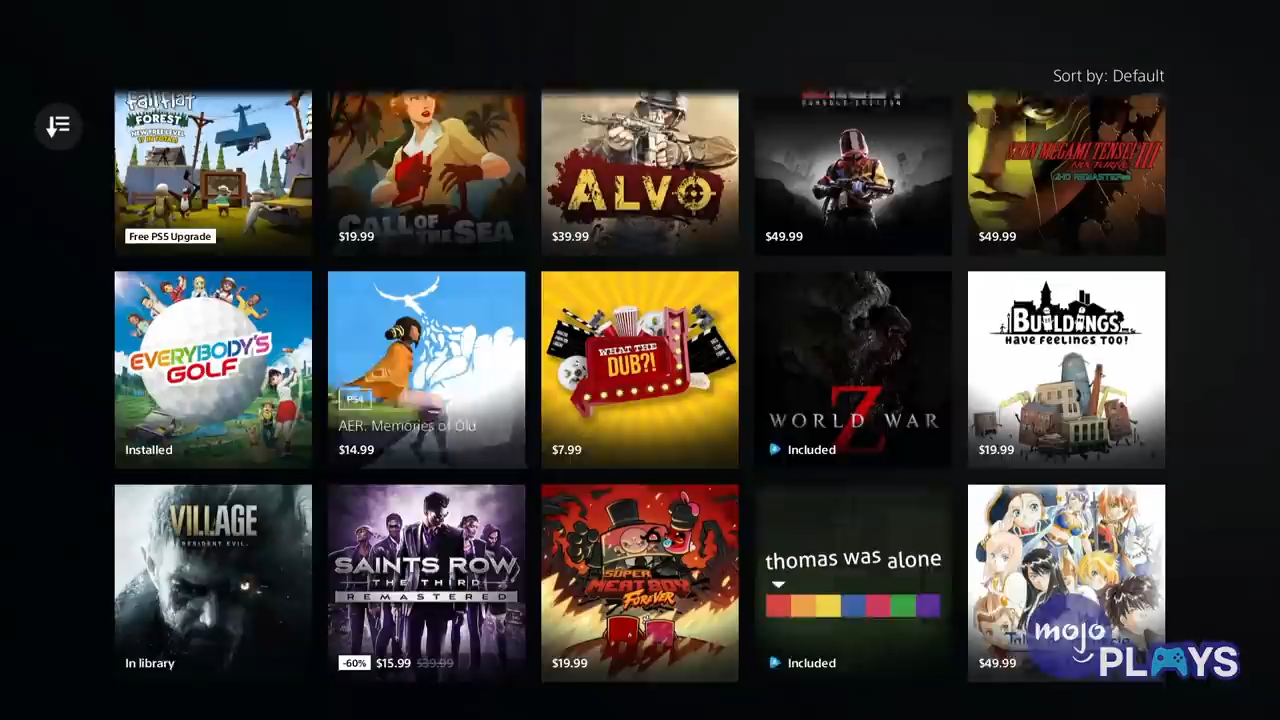 Sort by: Default
fall flat
FOREST
NEW FREE LEVEL
Free PS5 Upgrade
CALL OF
THE SEA
$19.99
ALVO
$39.99
$49.99
SHIN MEGAMI TENSEI III
NOCTURNE
HD REMASTER
$49.99
EVERYBODY'S
GOLF
Installed
PS4
AER: Memories of Old
$14.99
WHAT THE
DUB?!
$7.99
WORLD WAR
Z
Included
BUILDINGS
HAVE FEELINGS TOO!
$19.99
VILLAGE
RESIDENT EVIL
In library
SAINTS ROW
THE THIRD
REMASTERED
-60% $15.99 $39.99
SUPER
MEAT BOY
FOREVER
$19.99
thomas was alone
Included
$49.99
mojo
PLAYS